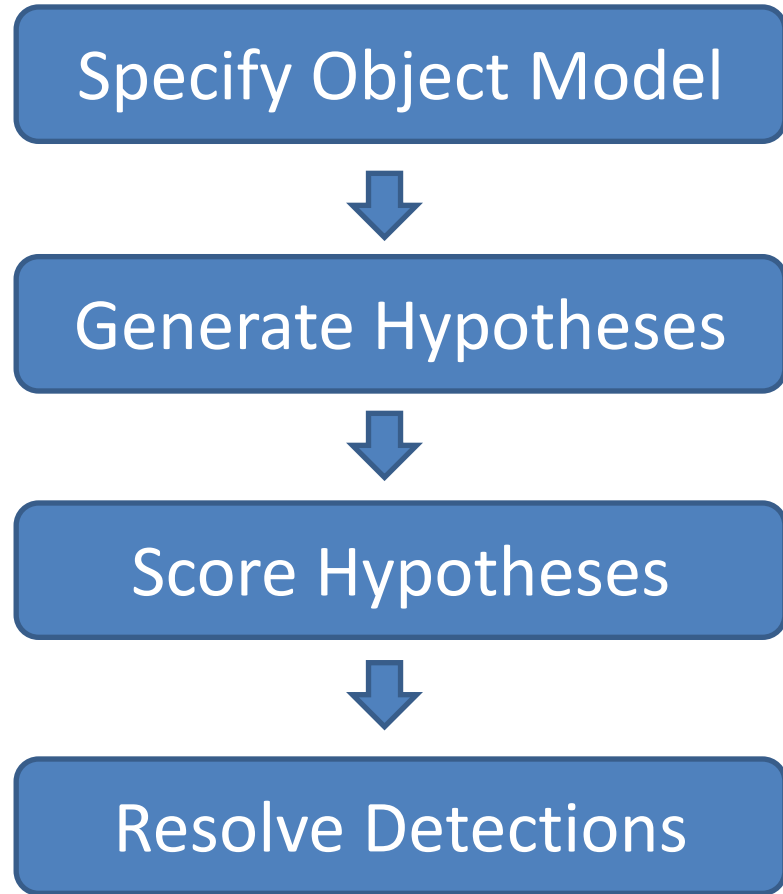 Specify Object Model
Generate Hypotheses
Score Hypotheses
Resolve Detections